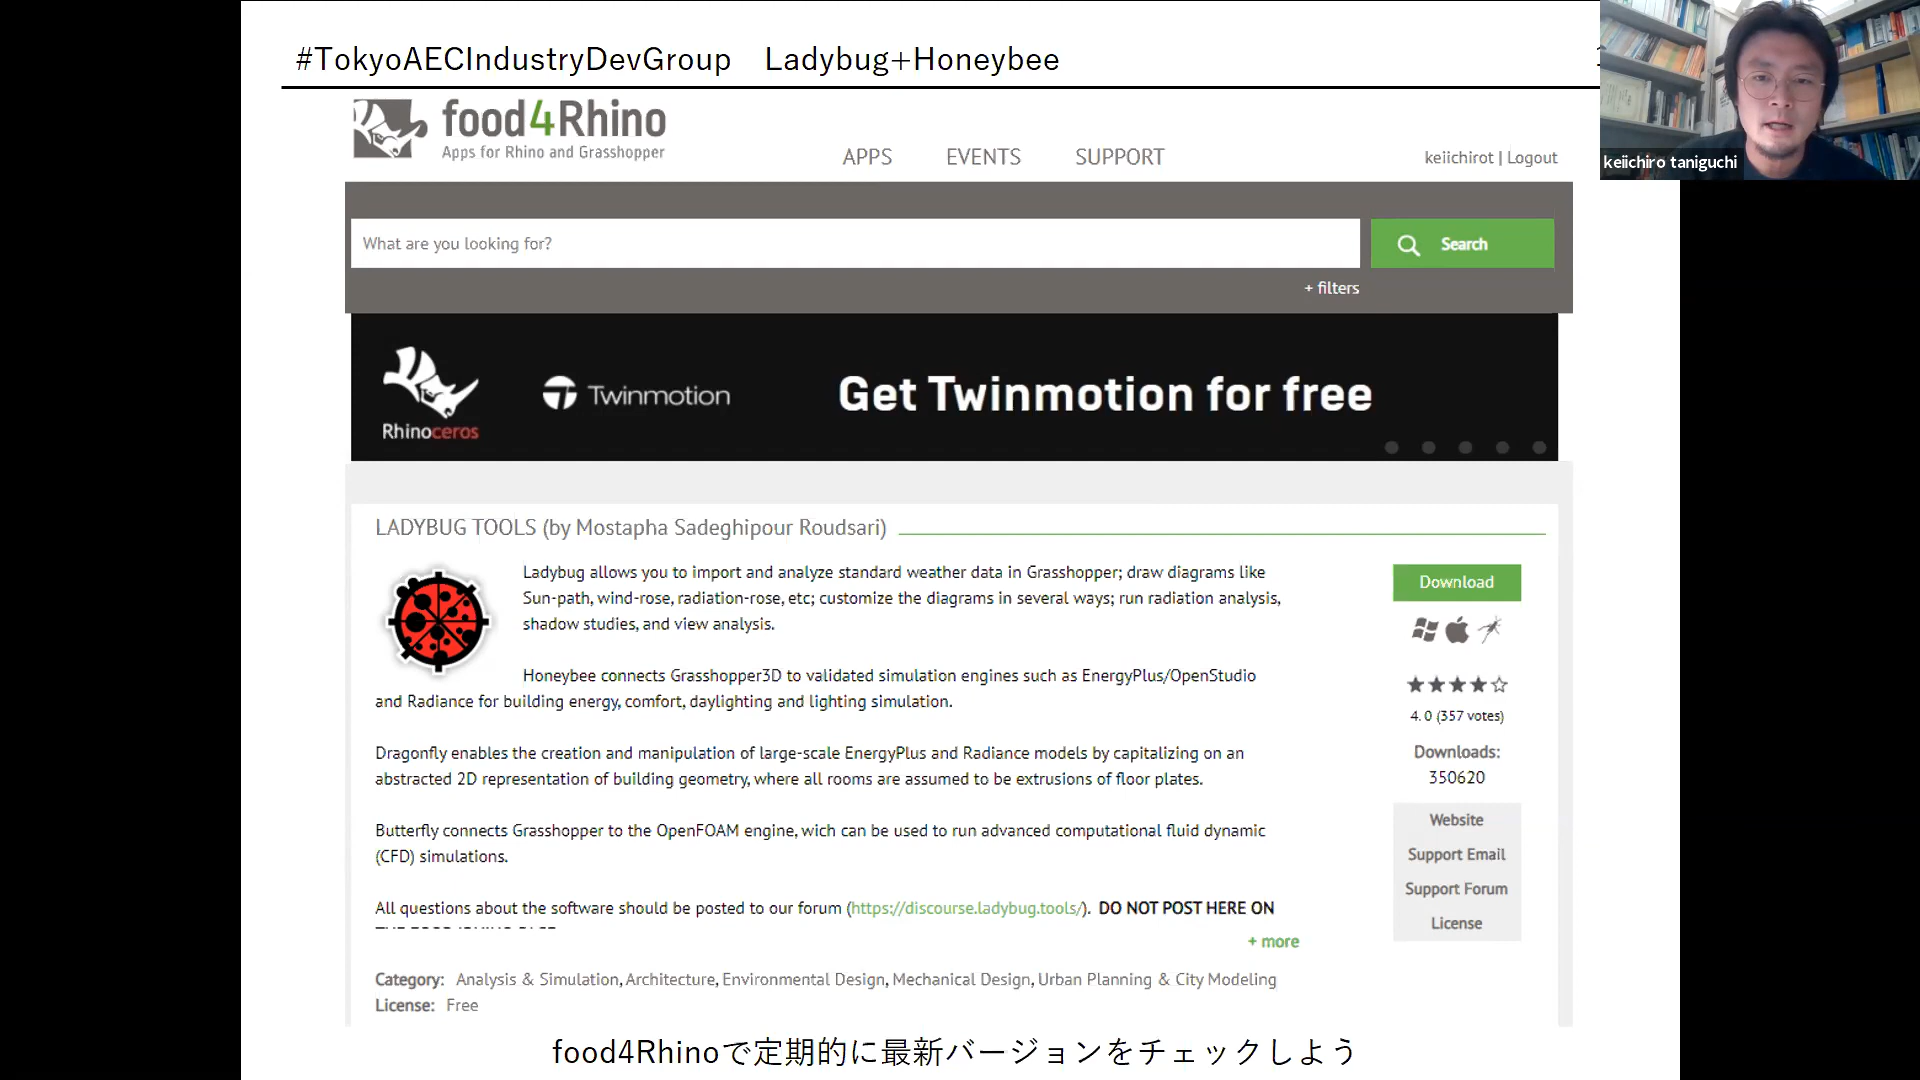 #TokyoAECIndustryDevGroup　Ladybug+Honeybee
keiichiro taniguchi
food4Rhino
Apps for Rhino and Grasshopper
APPS
EVENTS
SUPPORT
keiichirot | Logout
What are you looking for?
Search
+ filters
Rhinoceros
Twinmotion
Get Twinmotion for free
LADYBUG TOOLS (by Mostapha Sadeghipour Roudsari)
Ladybug allows you to import and analyze standard weather data in Grasshopper; draw diagrams like
Sun-path, wind-rose, radiation-rose, etc; customize the diagrams in several ways; run radiation analysis,
shadow studies, and view analysis.
Honeybee connects Grasshopper3D to validated simulation engines such as EnergyPlus/OpenStudio
and Radiance for building energy, comfort, daylighting and lighting simulation.
Dragonfly enables the creation and manipulation of large-scale EnergyPlus and Radiance models by capitalizing on an
abstracted 2D representation of building geometry, where all rooms are assumed to be extrusions of floor plates.
Butterfly connects Grasshopper to the OpenFOAM engine, wich can be used to run advanced computational fluid dynamic
(CFD) simulations.
All questions about the software should be posted to our forum (https://discourse.ladybug.tools/). DO NOT POST HERE ON
+ more
Category: Analysis & Simulation, Architecture, Environmental Design, Mechanical Design, Urban Planning & City Modeling
License: Free
Download
4.0 (357 votes)
Downloads:
350620
Website
Support Email
Support Forum
License
food4Rhinoで定期的に最新バージョンをチェックしよう